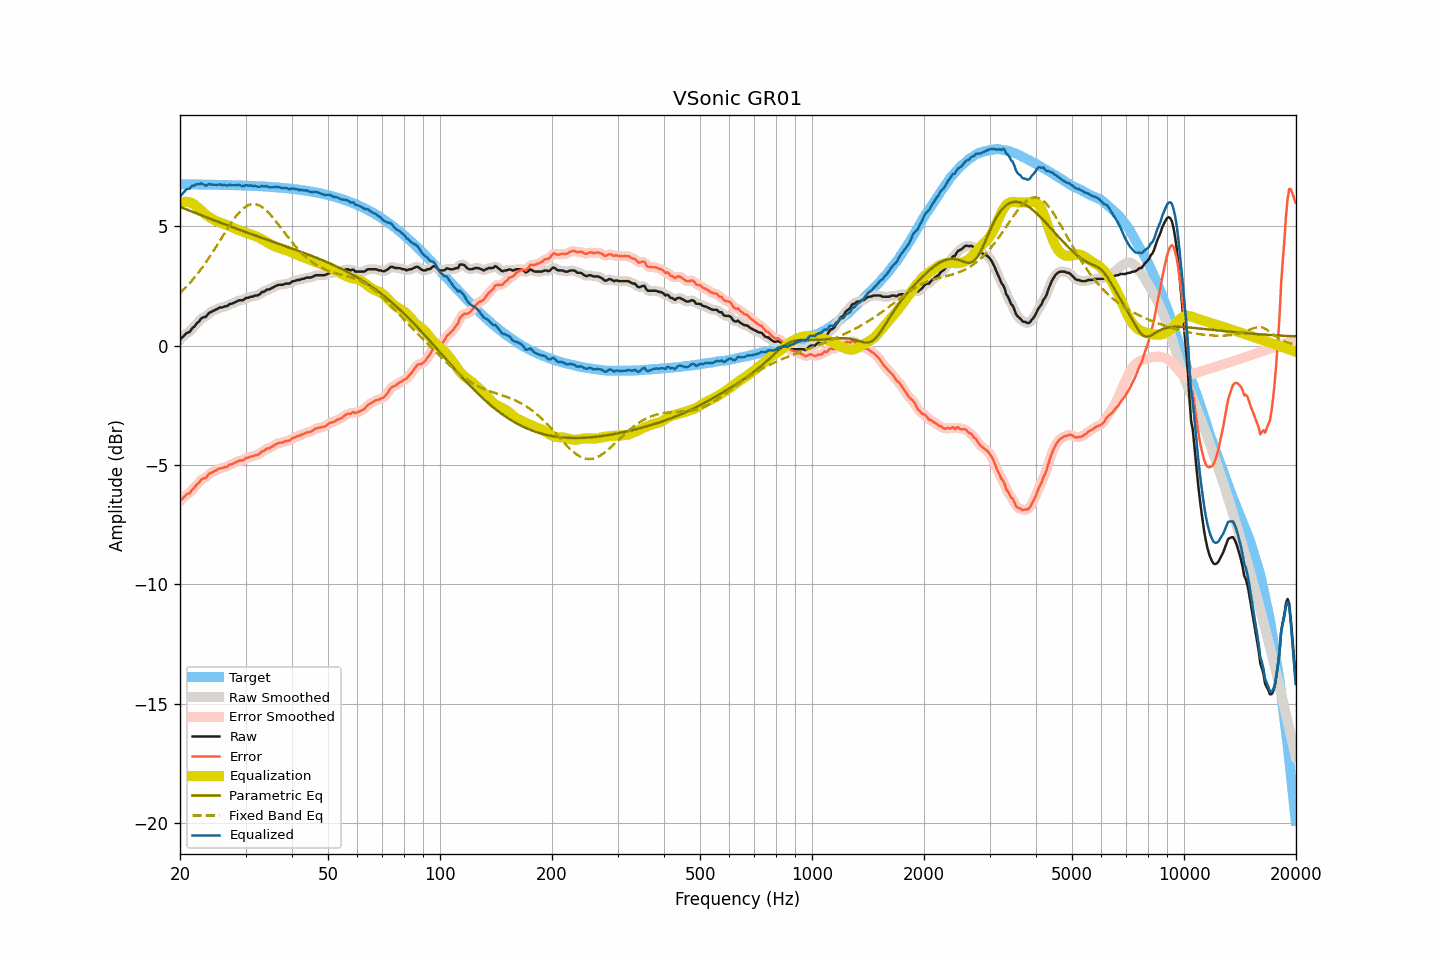 VSonic GR01
Amplitude (dBr)
5
0
−5
−10
−15
−20
Target
Raw Smoothed
Error Smoothed
Raw
Error
Equalization
Parametric Eq
Fixed Band Eq
Equalized
20 50 100 200 500 1000 2000 5000 10000 20000
Frequency (Hz)